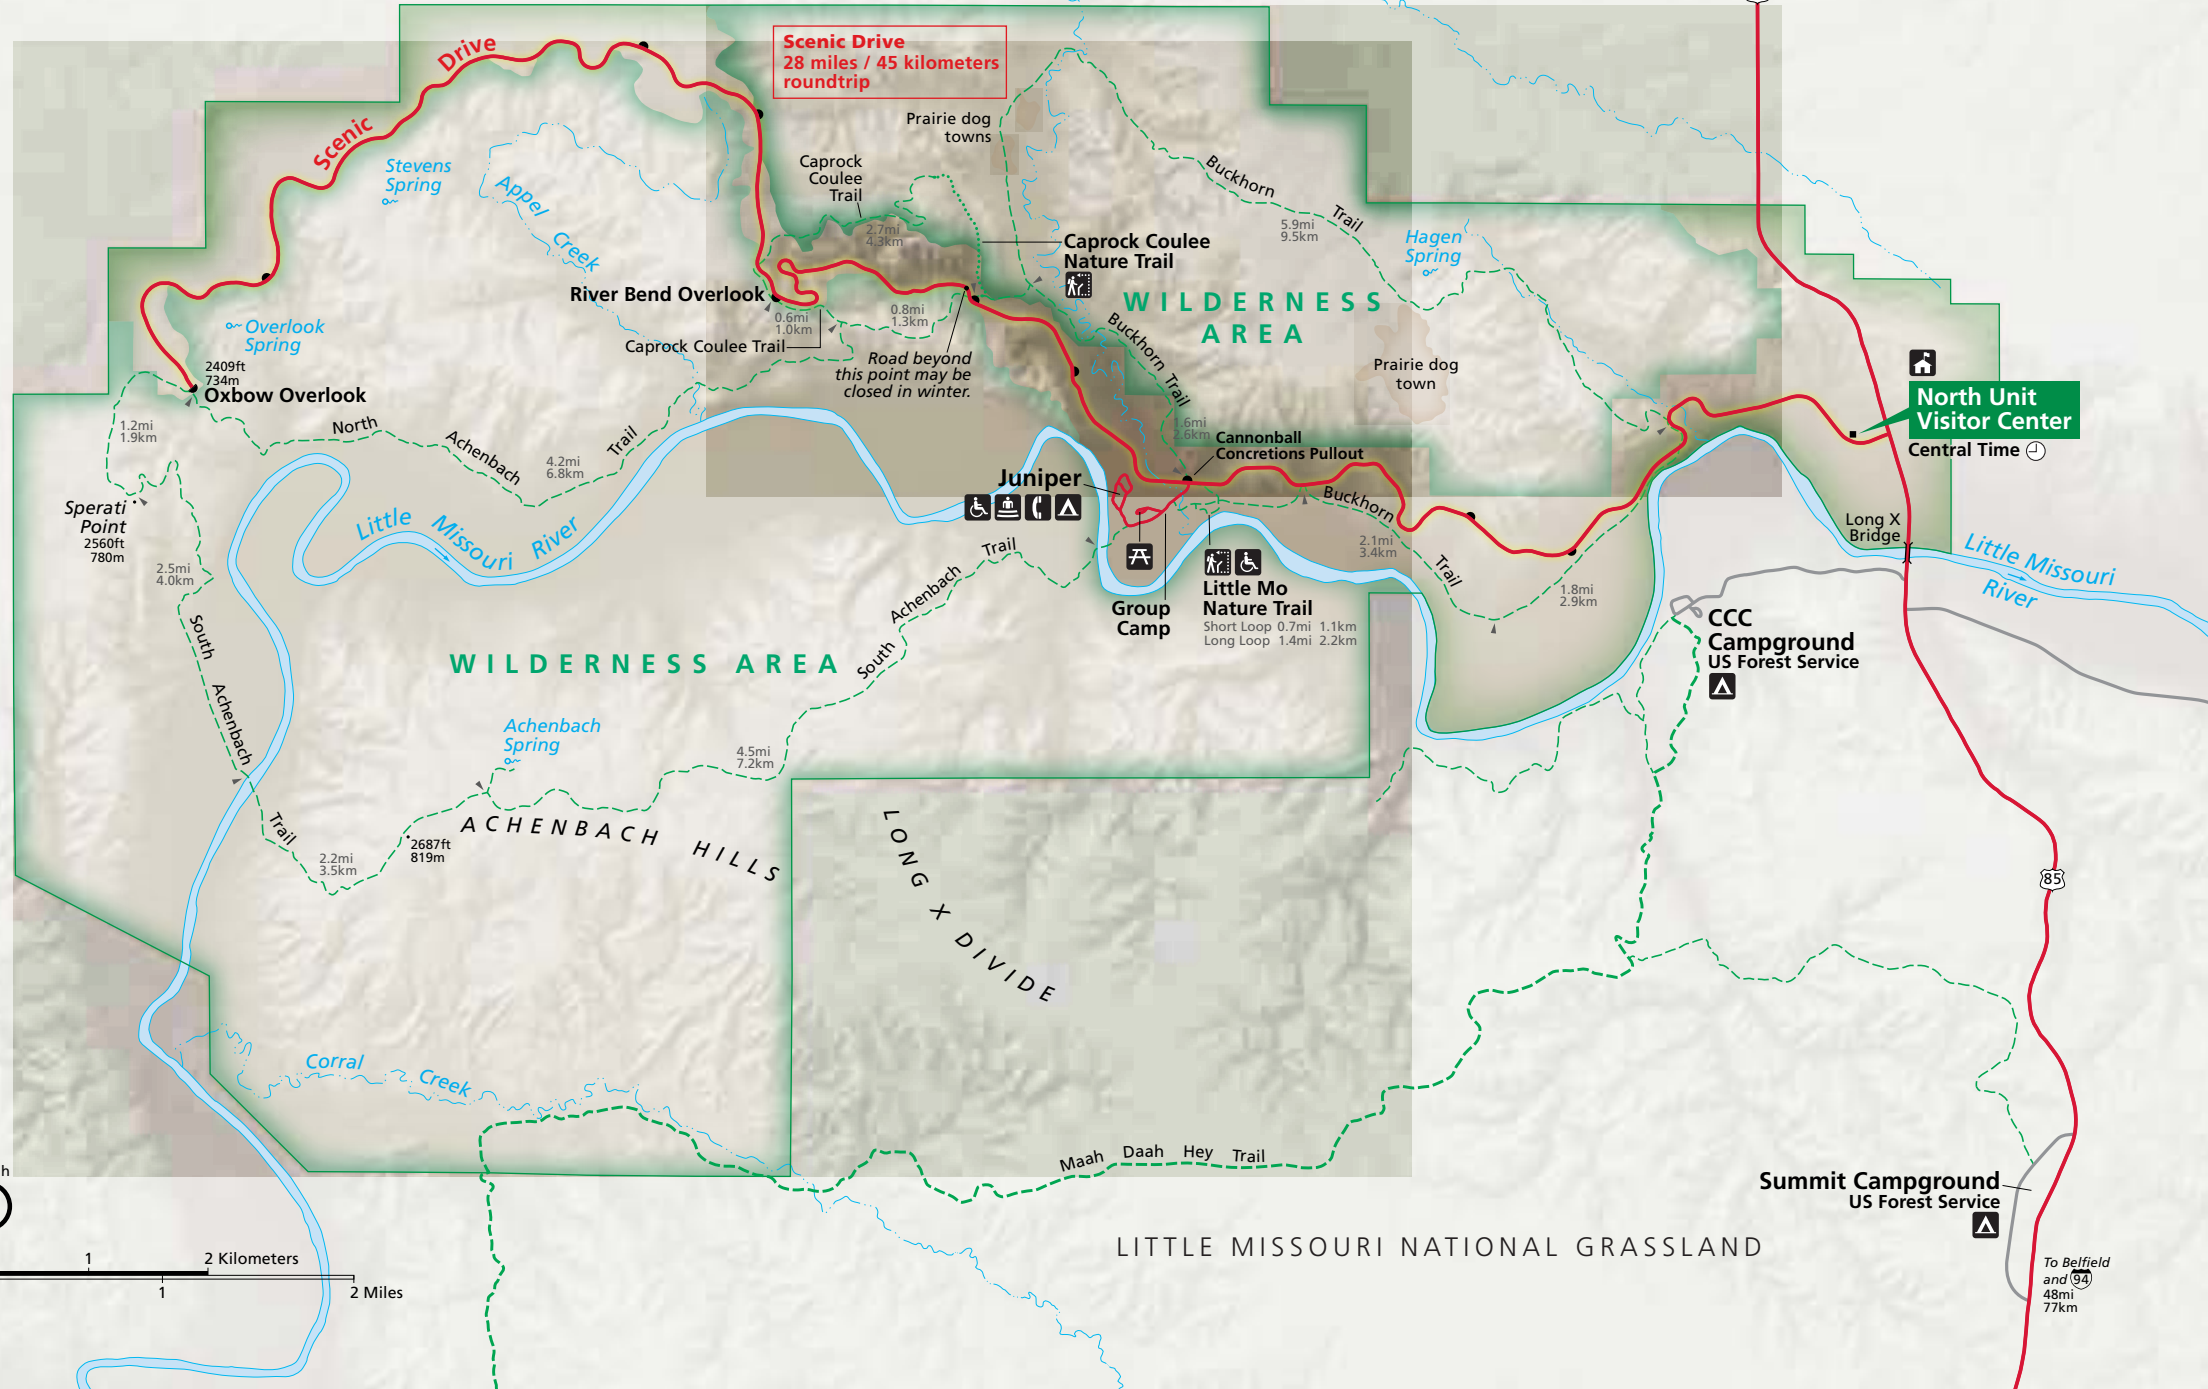 Scenic Drive
28 miles / 45 kilometers
roundtrip
Scenic
Drive
Prairie dog
towns
Caprock
Coulee
Trail
2.7mi
4.3km
Stevens
Spring
Appel
Creek
Buckhorn
Trail
5.9mi
9.5km
Hagen
Spring
Caprock Coulee
Nature Trail
WILDERNESS
AREA
River Bend Overlook
0.6mi
1.0km
0.8mi
1.3km
Caprock Coulee Trail
Road beyond
this point may be
closed in winter.
Buckhorn
Trail
1.6mi
2.6km
Prairie dog
town
Overlook
Spring
2409ft
734m
Oxbow Overlook
1.2mi
1.9km
North
Achenbach
Trail
4.2mi
6.8km
North Unit
Visitor Center
Central Time
Cannonball
Concretions Pullout
Juniper
Buckhorn
Trail
2.1mi
3.4km
1.8mi
2.9km
Long X
Bridge
Little Missouri
River
Sperati
Point
2560ft
780m
Little
Missouri
River
2.5mi
4.0km
South
Achenbach
Trail
South
Achenbach
Trail
Group
Camp
Little Mo
Nature Trail
Short Loop 0.7mi 1.1km
Long Loop 1.4mi 2.2km
CCC
Campground
US Forest Service
WILDERNESS AREA
Achenbach
Spring
4.5mi
7.2km
2.2mi
3.5km
2687ft
819m
ACHENBACH HILLS
LONG X DIVIDE
85
Corral
Creek
Maah Daah Hey Trail
Summit Campground
US Forest Service
LITTLE MISSOURI NATIONAL GRASSLAND
To Belfield
and 94
48mi
77km
h
1
2 Kilometers
1
2 Miles